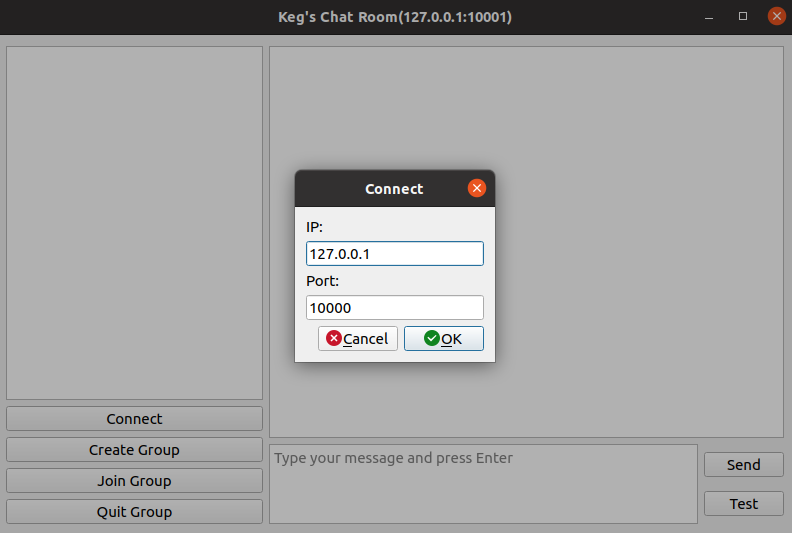 Keg's Chat Room(127.0.0.1:10001)
Connect
IP:
127.0.0.1
Port:
10000
Cancel
OK
Connect
Create Group
Join Group
Quit Group
Type your message and press Enter
Send
Test